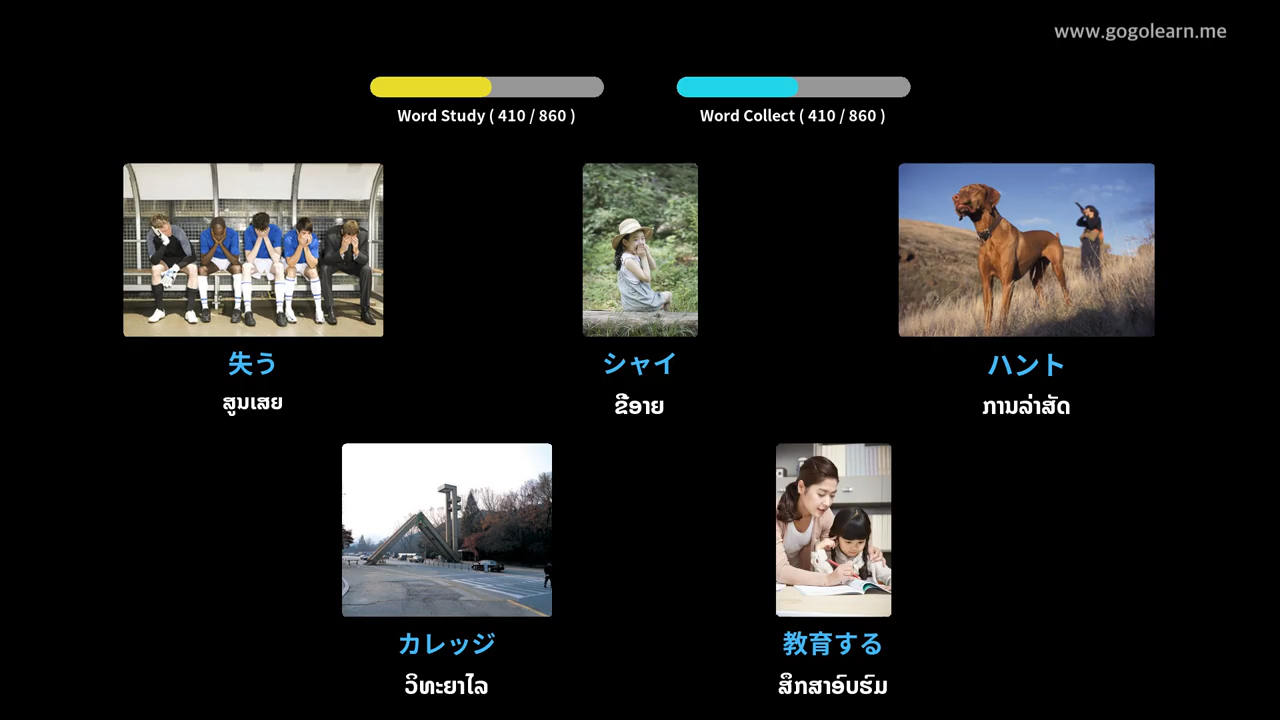 www.gogolearn.me
Word Study ( 410 / 860 )
Word Collect ( 410 / 860 )
失う
ສູນເສຍ
シャイ
ຂີ້ອາຍ
ハント
ການລ່າສັດ
カレッジ
ວິທະຍາໄລ
教育する
ສຶກສາອົບຮົມ